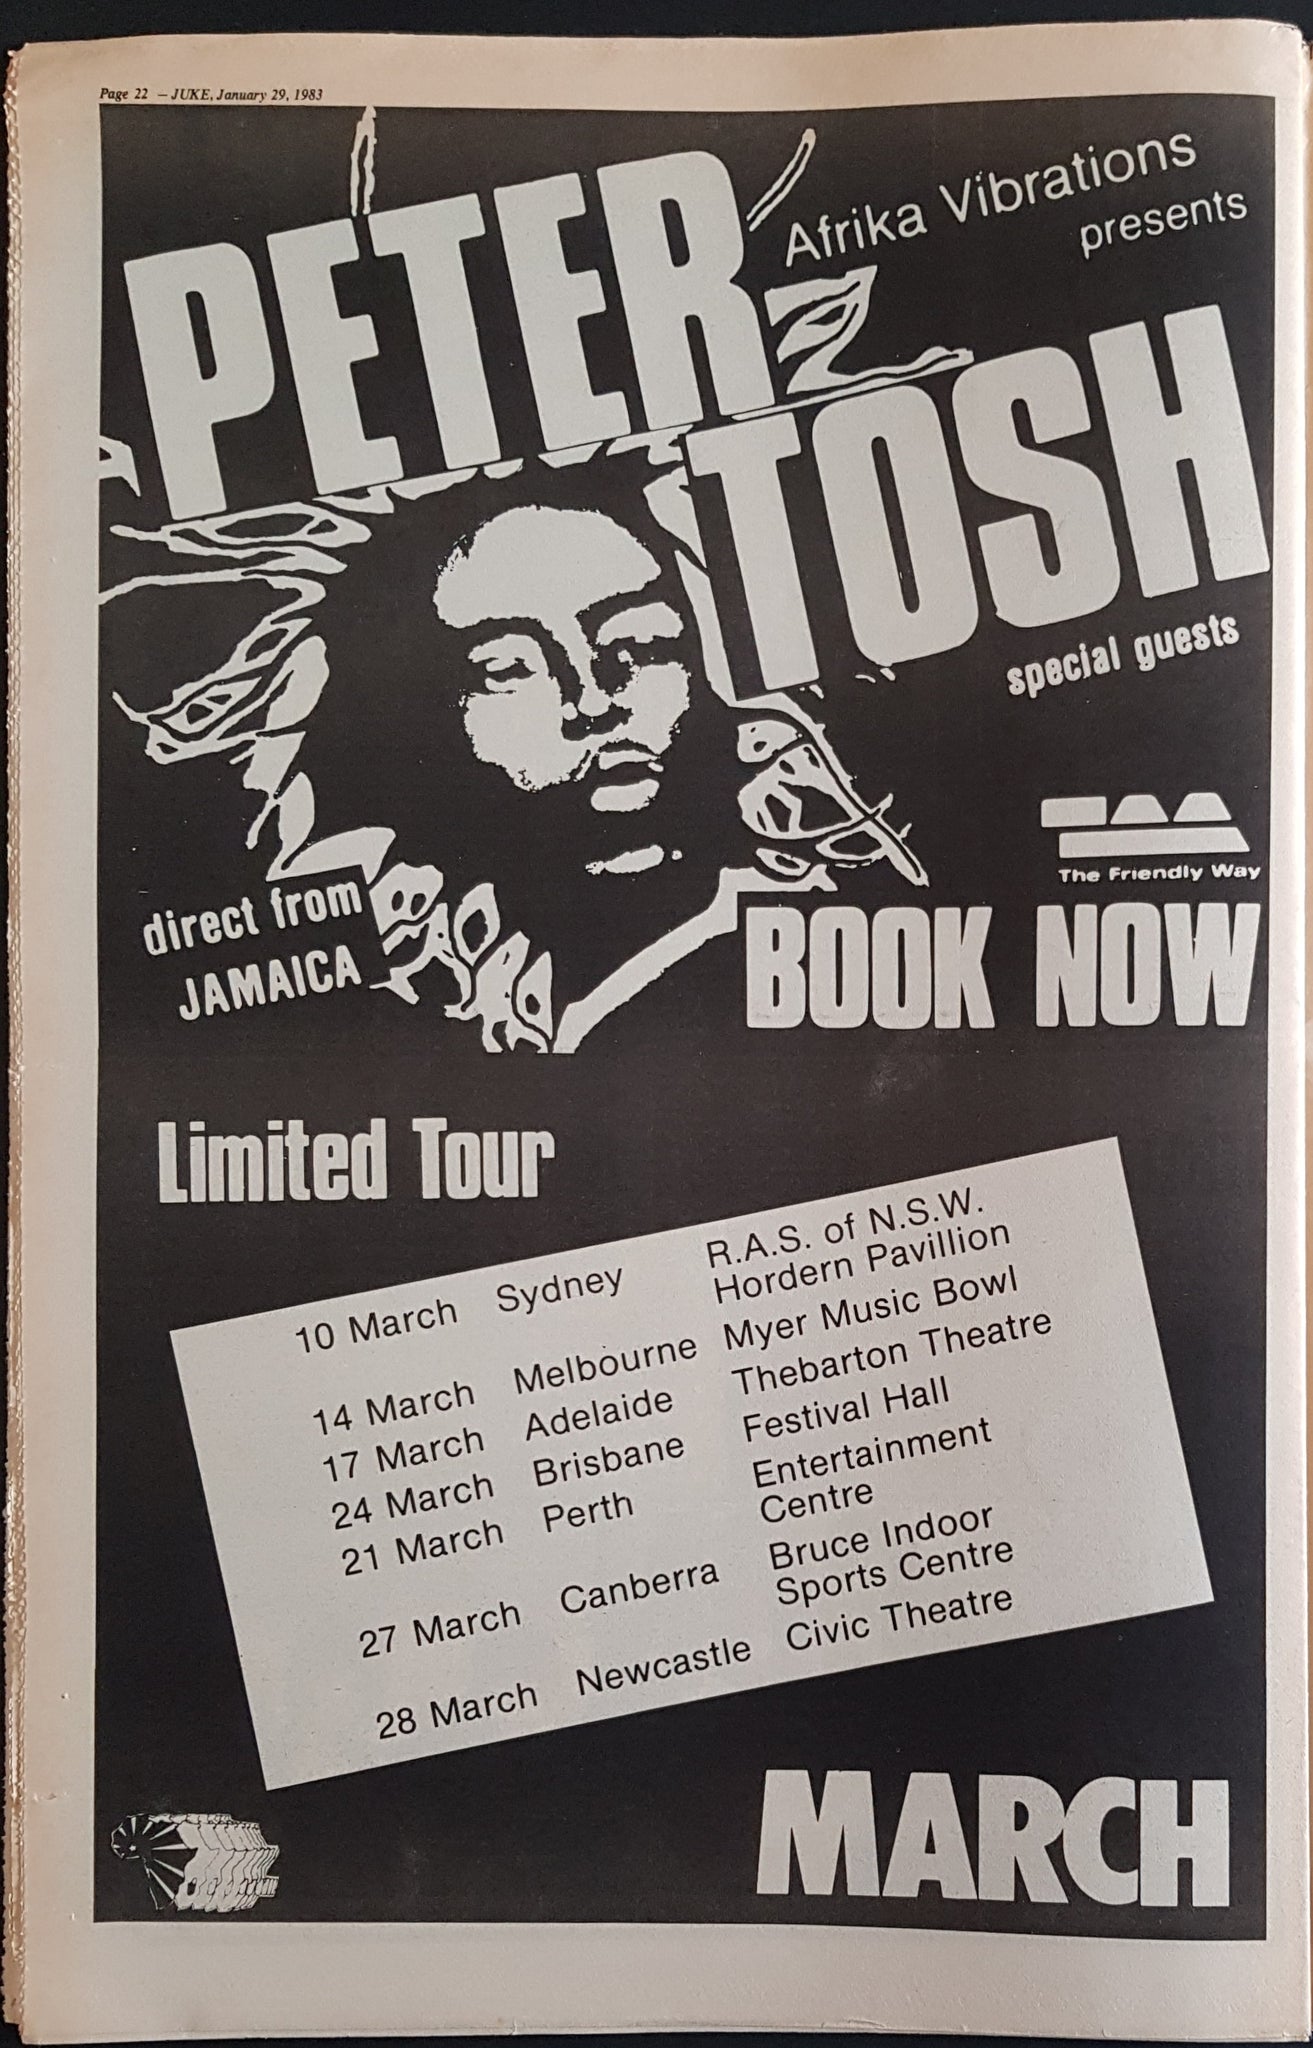 Page 22 — JUKE, January 29, 1983
PETER
Afrika Vibrations
presents
TOSH
special guests
direct from
JAMAICA
TAA
The Friendly Way
BOOK NOW
Limited Tour
10 March Sydney R.A.S. of N.S.W.
Hordern Pavillion
14 March Melbourne Myer Music Bowl
17 March Adelaide Thebarton Theatre
24 March Brisbane Festival Hall
21 March Perth Entertainment
Centre
27 March Canberra Bruce Indoor
Sports Centre
28 March Newcastle Civic Theatre
MARCH